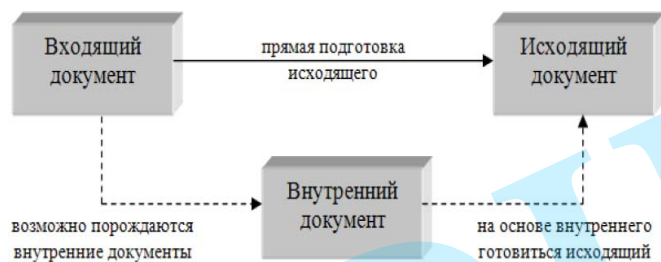 Входящий
документ
прямая подготовка
исходящего
Исходящий
документ
Внутренний
документ
возможно порождаются
внутренние документы
на основе внутреннего
готовиться исходящий